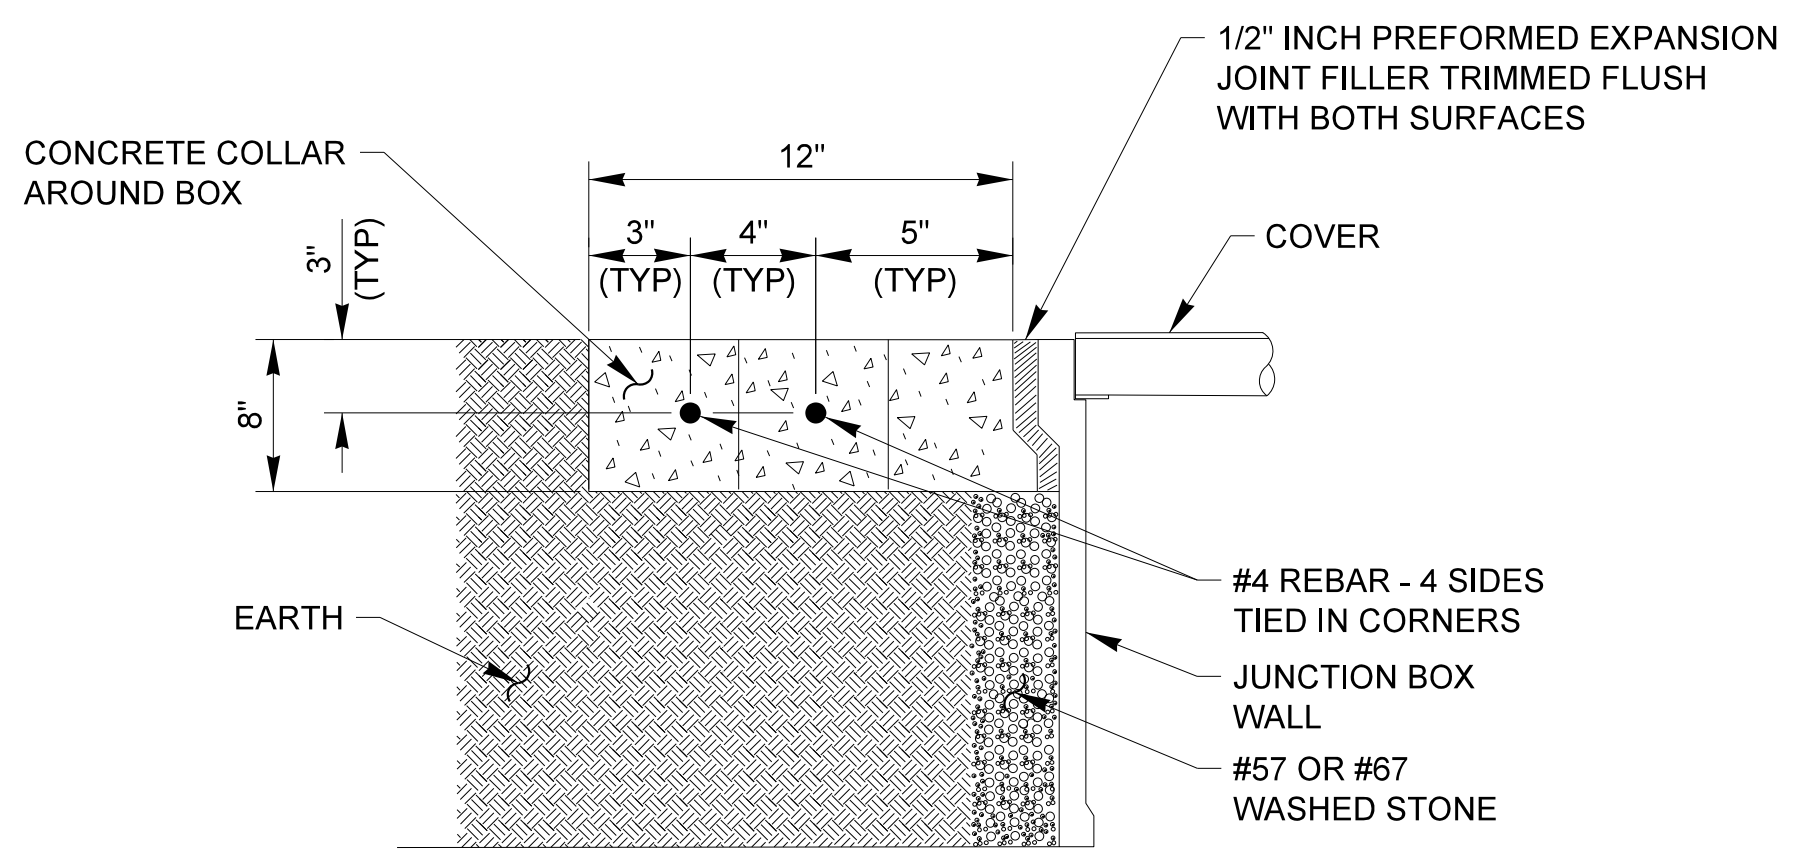 1/2" INCH PREFORMED EXPANSION
JOINT FILLER TRIMMED FLUSH
WITH BOTH SURFACES
CONCRETE COLLAR
AROUND BOX
12"
3"
(TYP)
4"
(TYP)
5"
(TYP)
3"
(TYP)
COVER
8"
#4 REBAR - 4 SIDES
TIED IN CORNERS
EARTH
JUNCTION BOX
WALL
#57 OR #67
WASHED STONE